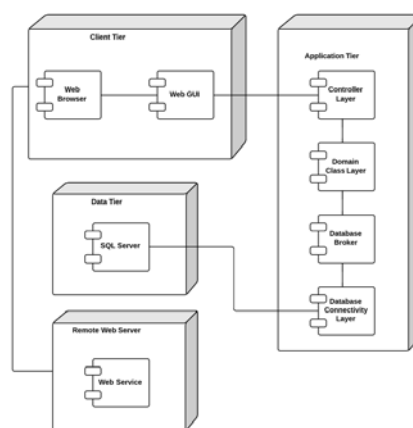 Client Tier
Web
Browser
Web GUI
Application Tier
Controller
Layer
Domain
Class Layer
Database
Broker
Database
Connectivity
Layer
Data Tier
SQL Server
Remote Web Server
Web Service